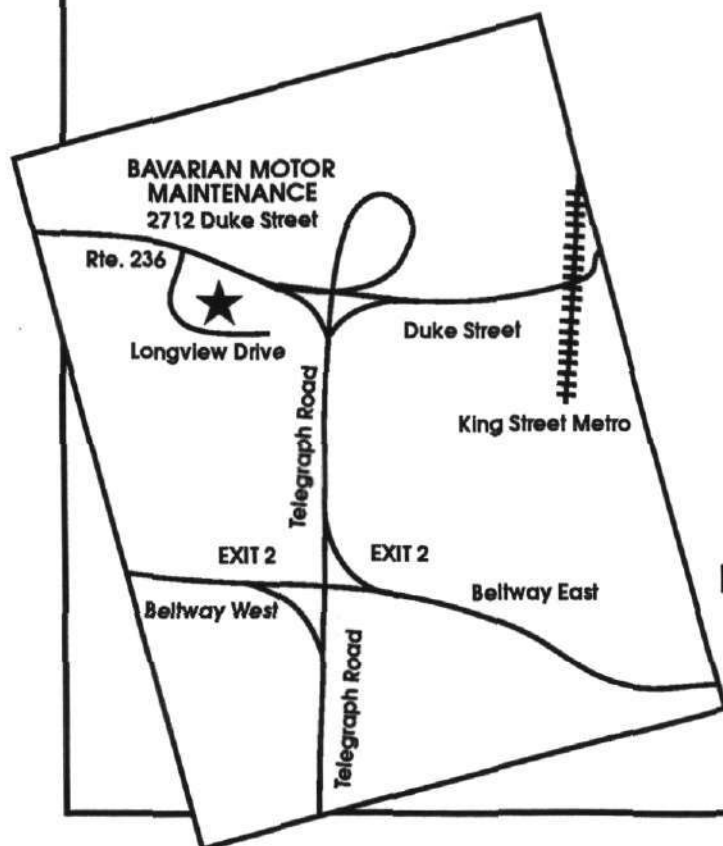 BAVARIAN MOTOR
MAINTENANCE
2712 Duke Street
Rte. 236
Longview Drive
Duke Street
King Street Metro
Telegraph Road
EXIT 2
EXIT 2
Beltway West
Beltway East
Telegraph Road